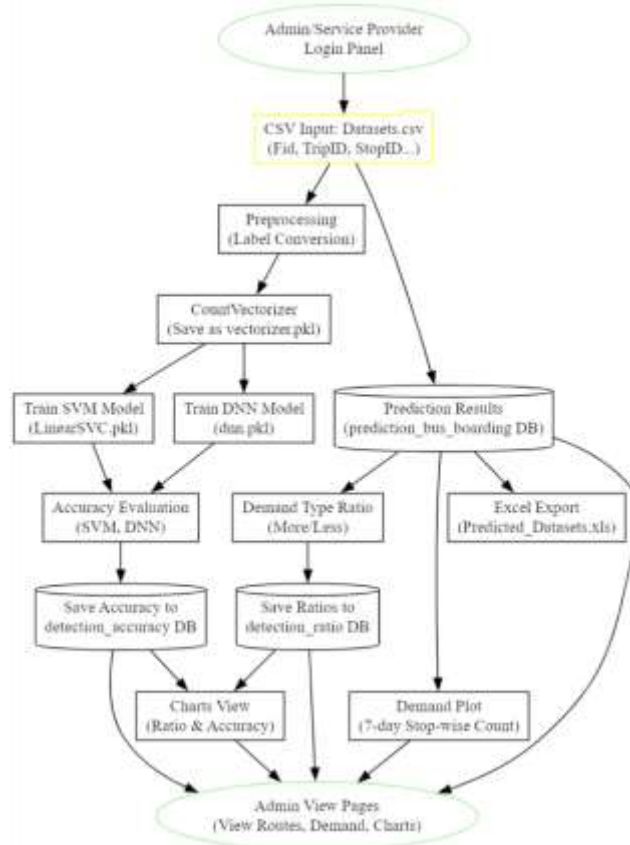 Admin/Service Provider
Login Panel
CSV Input: Datasets.csv
(Fid, TripID, StopID...)
Preprocessing
(Label Conversion)
CountVectorizer
(Save as vectorizer.pkl)
Train SVM Model
(LinearSVC.pkl)
Train DNN Model
(dnn.pkl)
Prediction Results
(prediction_bus_boarding DB)
Accuracy Evaluation
(SVM, DNN)
Demand Type Ratio
(More/Less)
Excel Export
(Predicted_Datasets.xls)
Save Accuracy to
detection_accuracy DB
Save Ratios to
detection_ratio DB
Charts View
(Ratio & Accuracy)
Demand Plot
(7-day Stop-wise Count)
Admin View Pages
(View Routes, Demand, Charts)